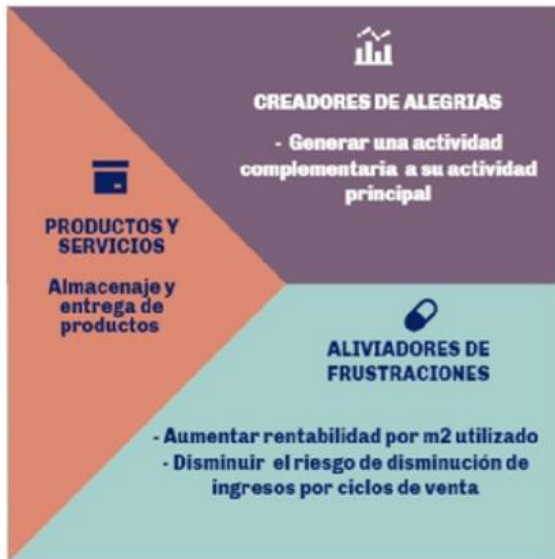 CREADORES DE ALEGRIAS
- Generar una actividad
complementaria a su actividad
principal
PRODUCTOS Y
SERVICIOS
Almacenaje y
entrega de
productos
ALIVIADORES DE
FRUSTRACIONES
- Aumentar rentabilidad por m2 utilizado
- Disminuir el riesgo de disminución de
ingresos por ciclos de venta